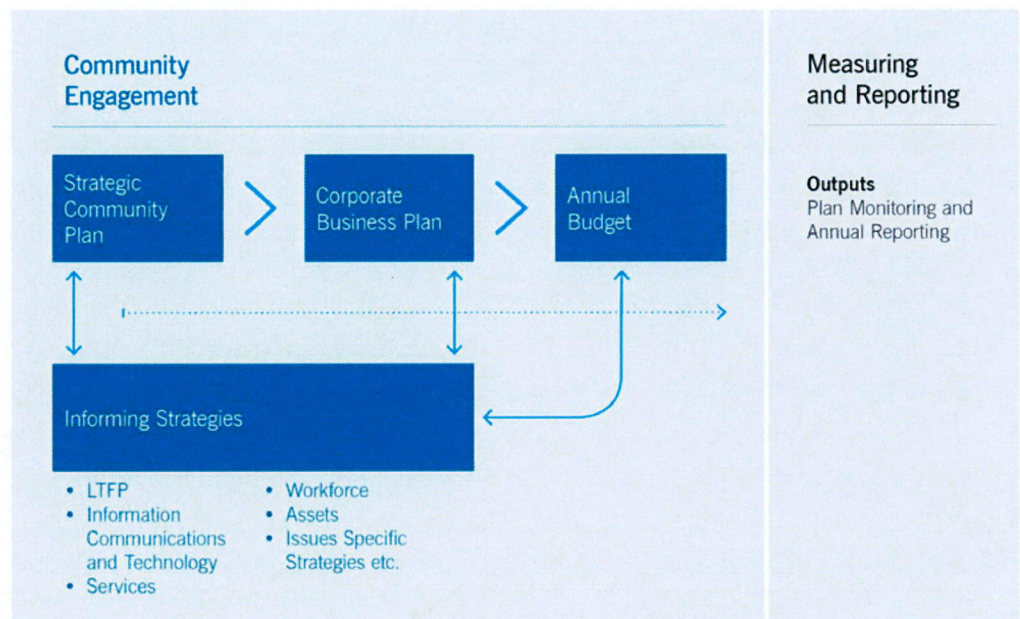 Community
Engagement
Measuring
and Reporting
Strategic
Community
Plan
Corporate
Business Plan
Annual
Budget
Outputs
Plan Monitoring and
Annual Reporting
Informing Strategies
• LTFP
• Information
Communications
and Technology
• Services
• Workforce
• Assets
• Issues Specific
Strategies etc.